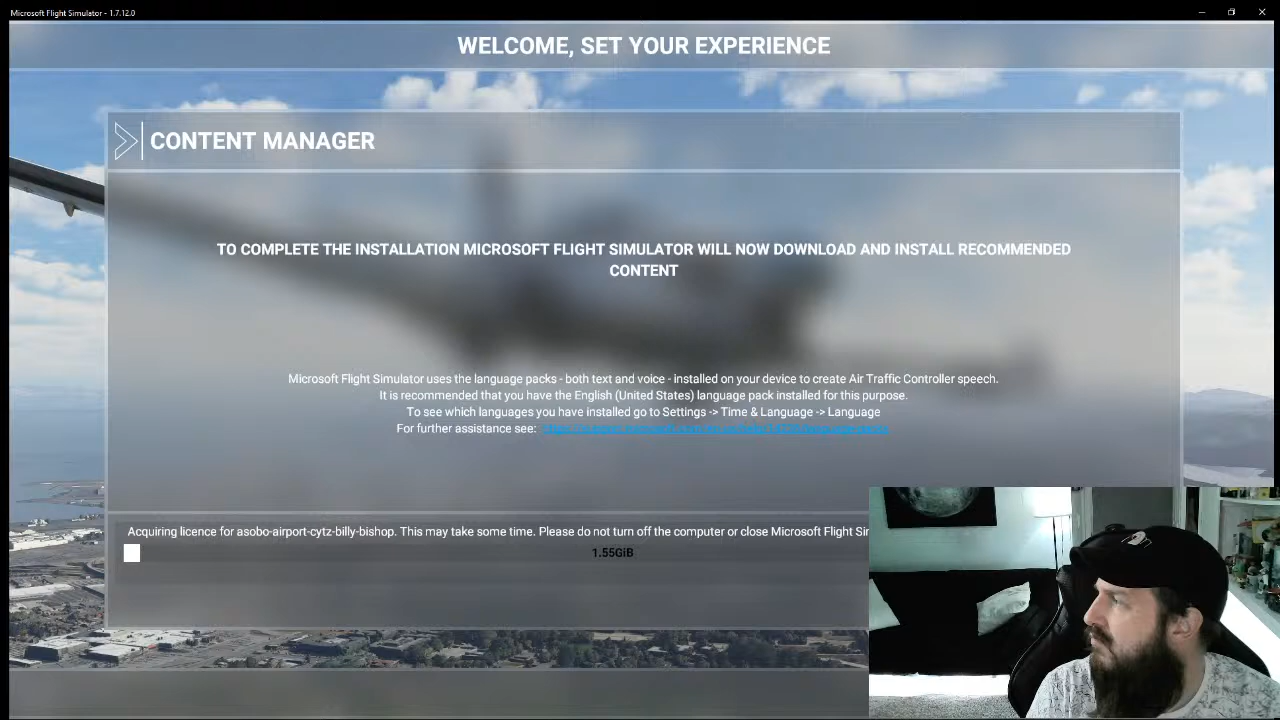 Microsoft Flight Simulator - 1.7.12.0
WELCOME, SET YOUR EXPERIENCE
CONTENT MANAGER
TO COMPLETE THE INSTALLATION MICROSOFT FLIGHT SIMULATOR WILL NOW DOWNLOAD AND INSTALL RECOMMENDED
CONTENT
Microsoft Flight Simulator uses the language packs - both text and voice - installed on your device to create Air Traffic Controller speech.
It is recommended that you have the English (United States) language pack installed for this purpose.
To see which languages you have installed go to Settings -> Time & Language -> Language
For further assistance see:
Acquiring licence for asobo-airport-cytz-billy-bishop. This may take some time. Please do not turn off the computer or close Microsoft Flight Sir
1.55GiB